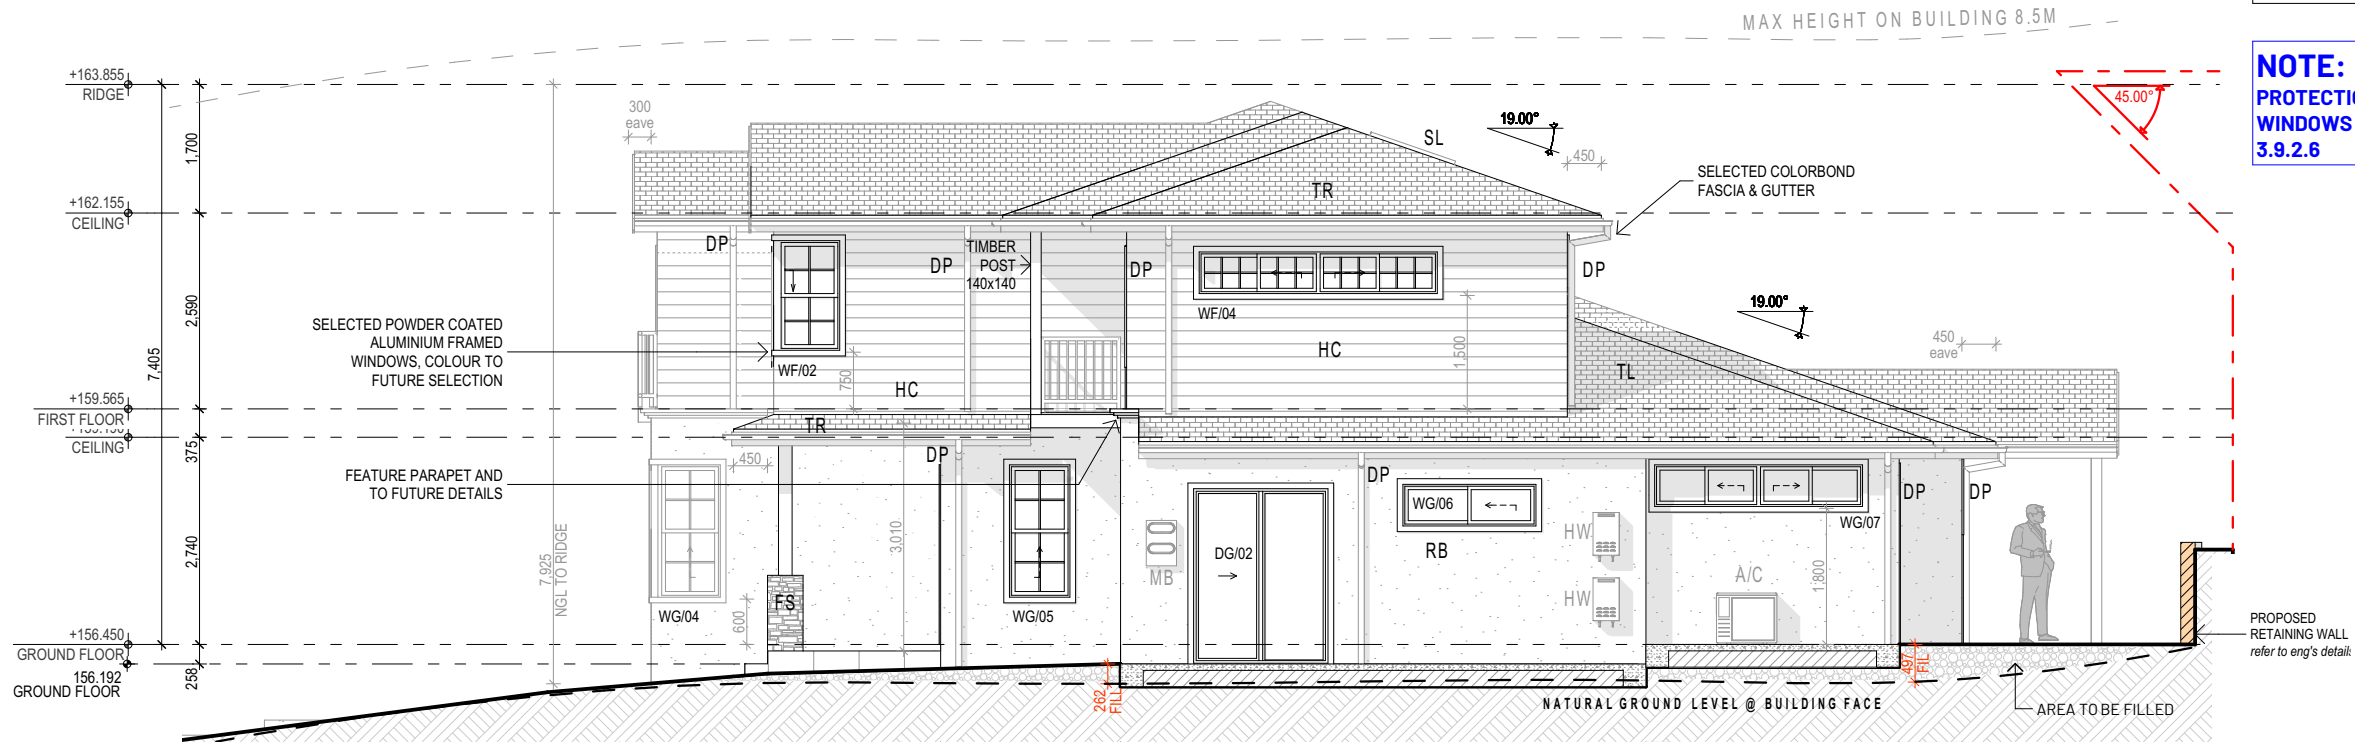 MAX HEIGHT ON BUILDING 8.5M
NOTE:
WINDOWS
3.9.2.6
+163.855
RIDGE
1,700
+162.155
CEILING
2,590
7,405
+159.565
FIRST FLOOR
CEILING
375
2,740
+156.450
GROUND FLOOR
156.192
GROUND FLOOR
258
300
eave
SL
19.00°
450
45.00°
SELECTED COLORBOND
FASCIA & GUTTER
TR
DP
TIMBER
POST
140x140
DP
DP
DP
WF/04
WF/02
SELECTED POWDER COATED
ALUMINIUM FRAMED
WINDOWS, COLOUR TO
FUTURE SELECTION
750
HC
HC
1,500
19.00°
450
eave
TL
TR
450
DP
FEATURE PARAPET AND
TO FUTURE DETAILS
7,925
NGL TO RIDGE
3,010
DP
WG/06
WG/07
DP
DP
MB
DG/02
RB
HW
HW
A/C
1,800
WG/04
FS
600
WG/05
262
FILL
497
FIL
NATURAL GROUND LEVEL @ BUILDING FACE
AREA TO BE FILLED
PROPOSED
RETAINING WALL
refer to eng's details